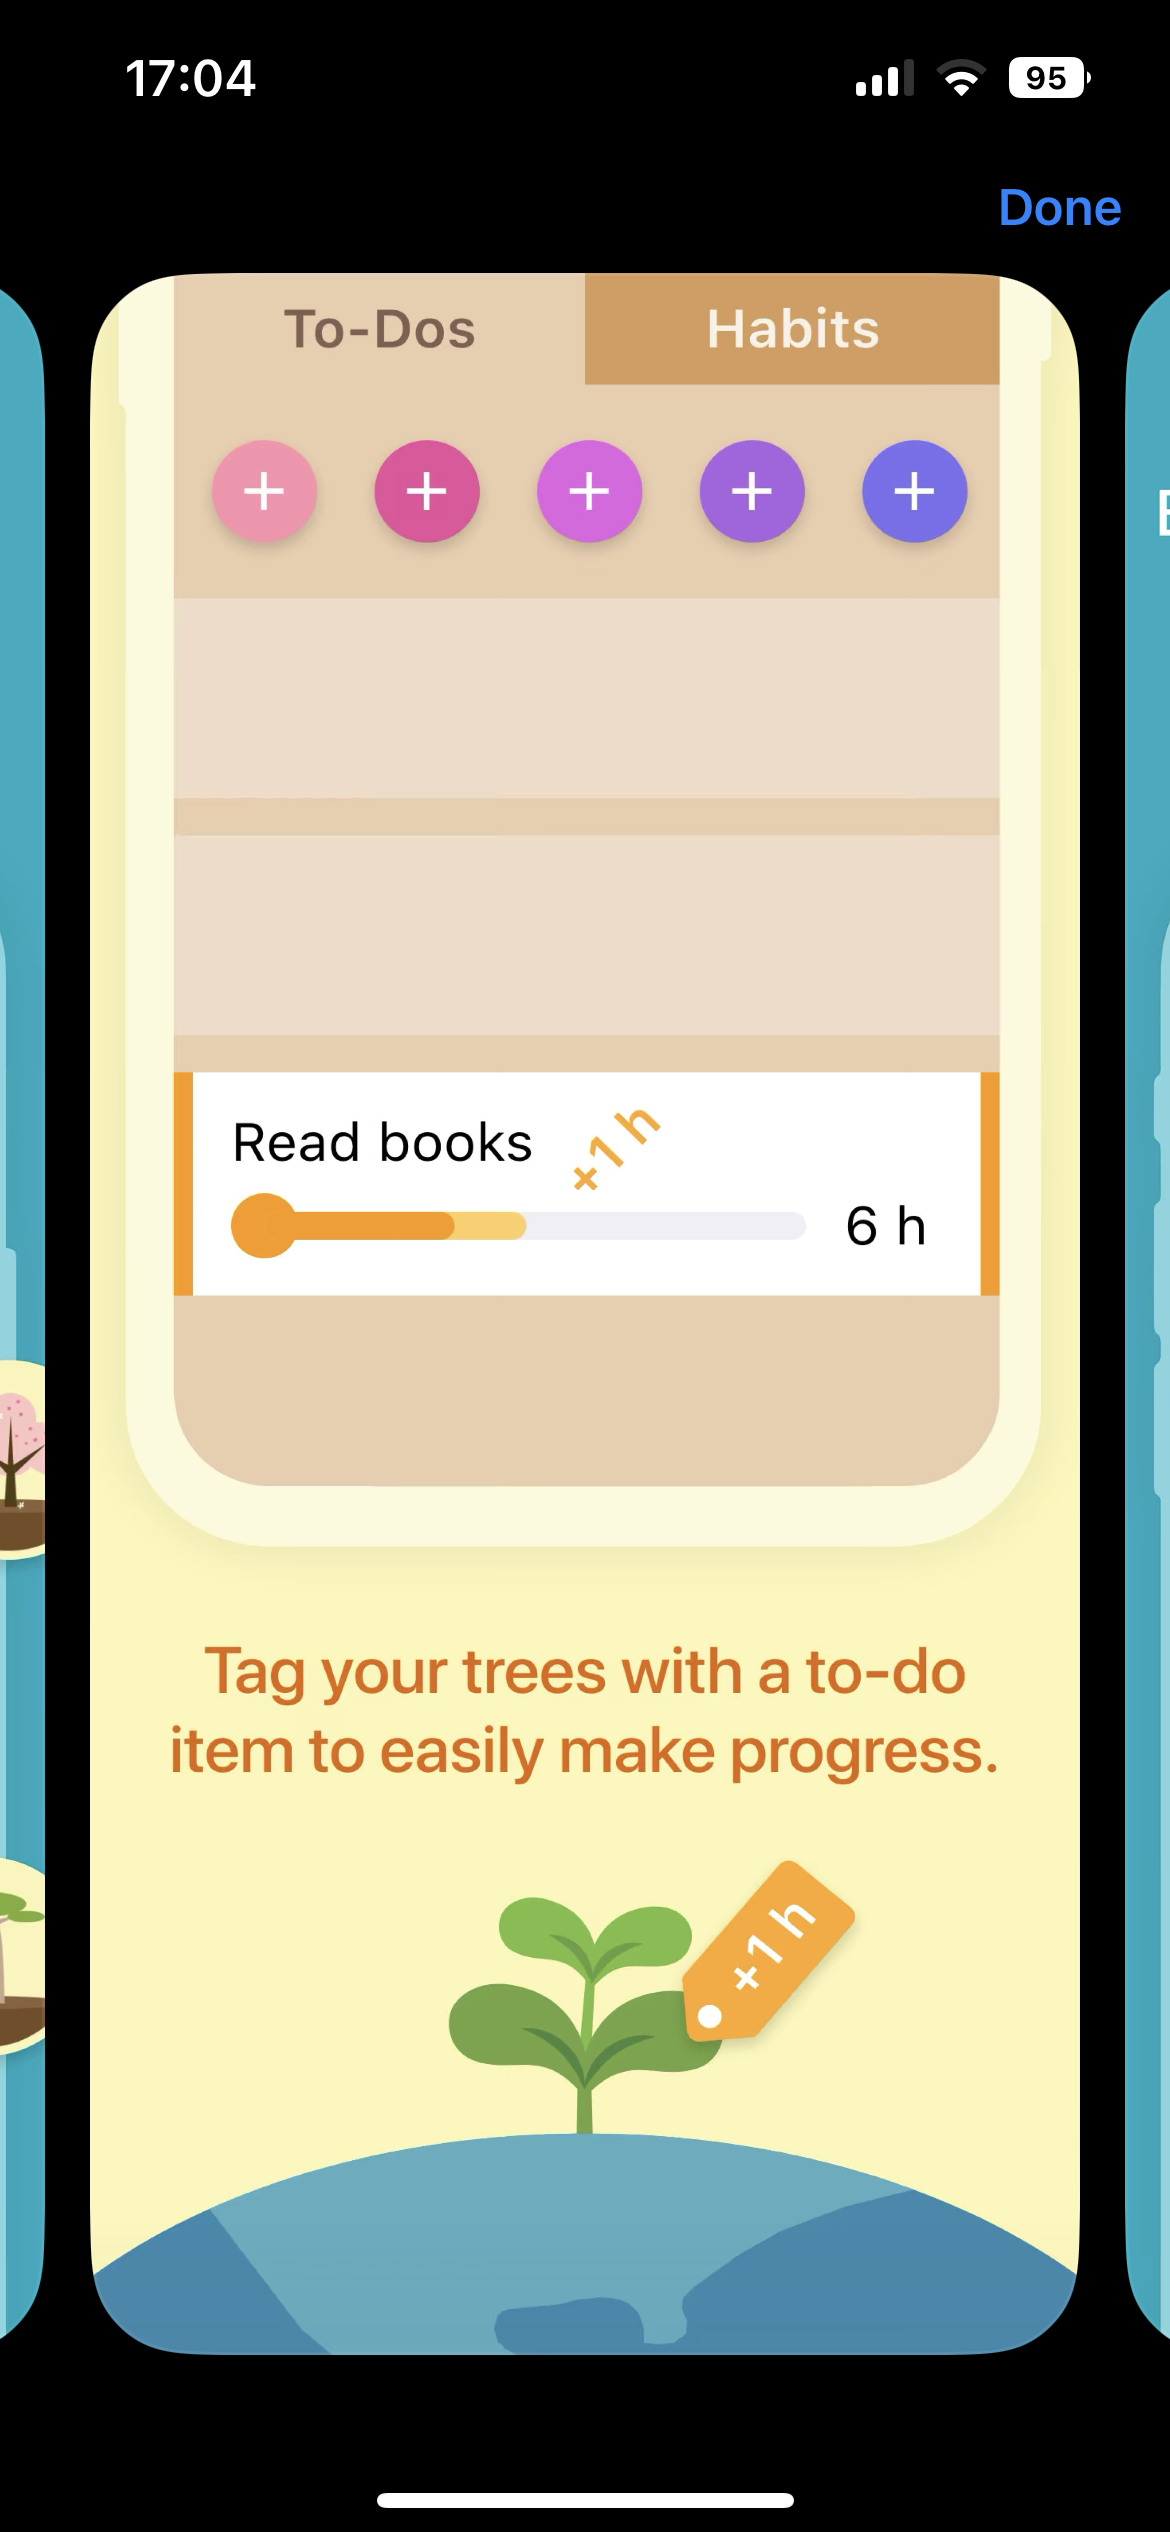 17:04
95
Done
To-Dos
Habits
Read books
+1 h
6 h
Tag your trees with a to-do
item to easily make progress.
+1 h